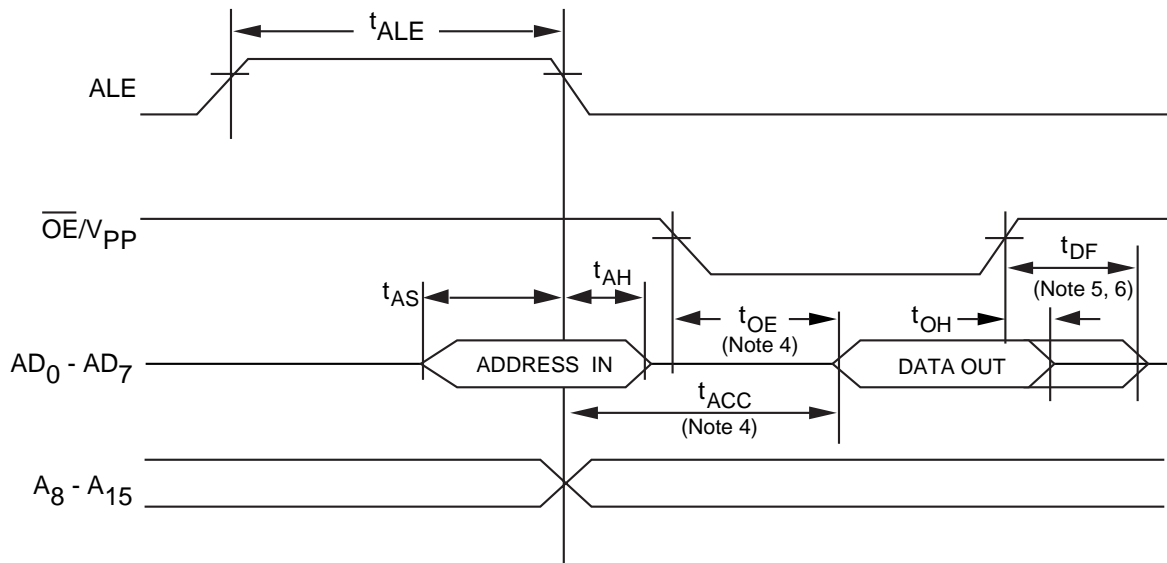 tALE
ALE
O̅E̅/VPP
tAS
tAH
tDF
(Note 5, 6)
tOE
(Note 4)
tOH
AD0 - AD7
ADDRESS IN
DATA OUT
tACC
(Note 4)
A8 - A15